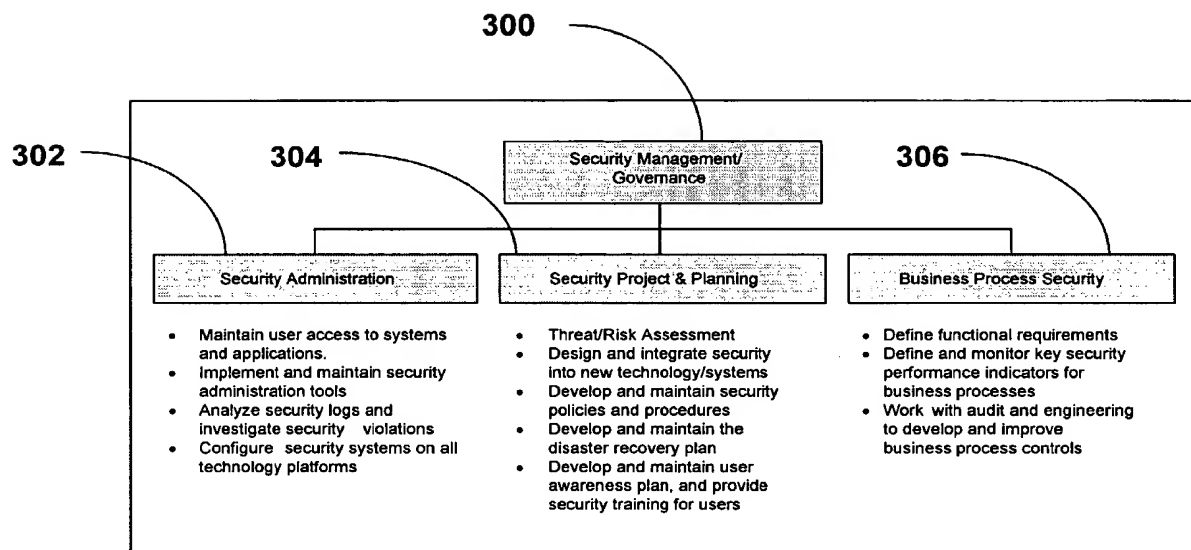 300
302
304
306
Security Management/
Governance
Security Administration
Security Project & Planning
Business Process Security
• Maintain user access to systems
and applications.
• Implement and maintain security
administration tools
• Analyze security logs and
investigate security violations
• Configure security systems on all
technology platforms
• Threat/Risk Assessment
• Design and integrate security
into new technology/systems
• Develop and maintain security
policies and procedures
• Develop and maintain the
disaster recovery plan
• Develop and maintain user
awareness plan, and provide
security training for users
• Define functional requirements
• Define and monitor key security
performance indicators for
business processes
• Work with audit and engineering
to develop and improve
business process controls